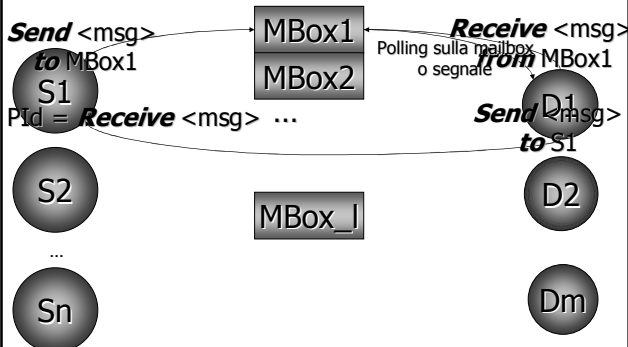 Send <msg>
to MBox1
S1
PId = Receive <msg>
S2
...
Sn
MBox1
MBox2
...
MBox_l
Polling sulla mailbox
o segnale
Receive <msg>
from MBox1
D1
Send <msg>
to S1
D2
Dm